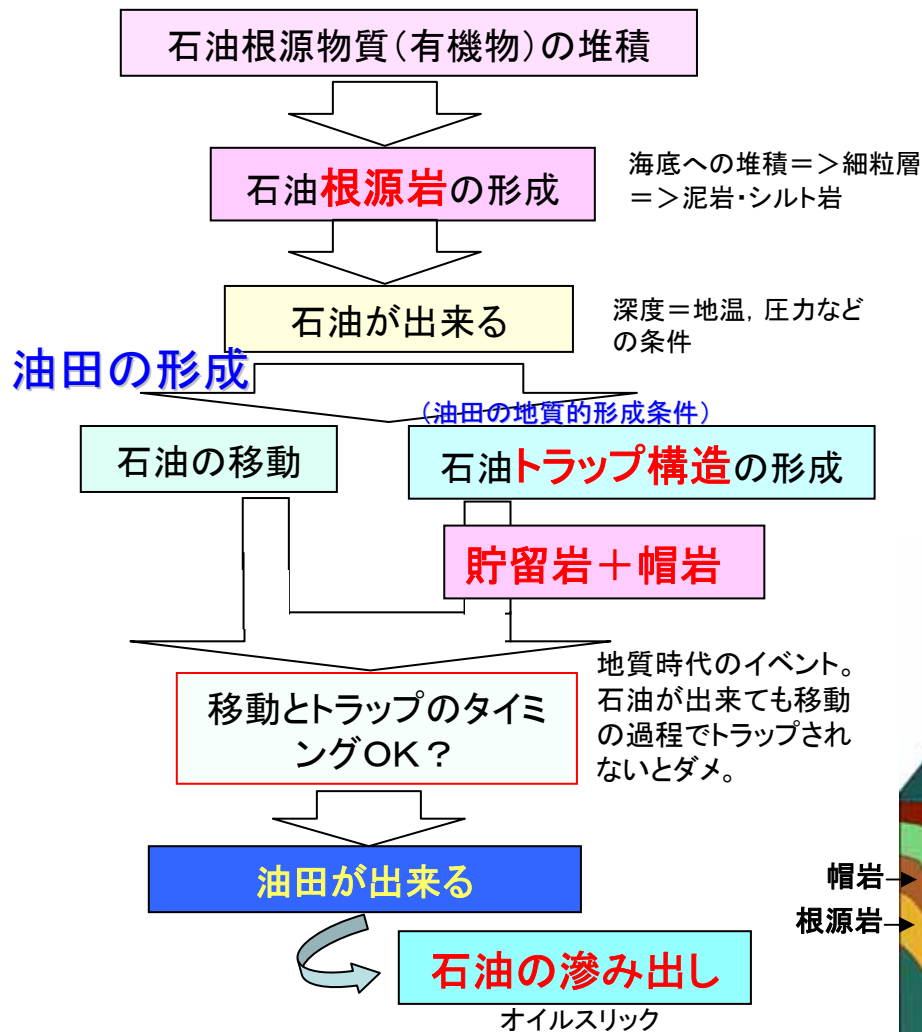 石油根源物質（有機物）の堆積
石油根源岩の形成
海底への堆積＝＞細粒層
＝＞泥岩・シルト岩
石油が出来る
深度＝地温，圧力など
の条件
油田の形成
（油田の地質的形成条件）
石油の移動
石油トラップ構造の形成
貯留岩＋帽岩
移動とトラップのタイミ
ングＯＫ？
地質時代のイベント。
石油が出来ても移動
の過程でトラップされ
ないとダメ。
油田が出来る
帽岩
根源岩
石油の滲み出し
オイルスリック